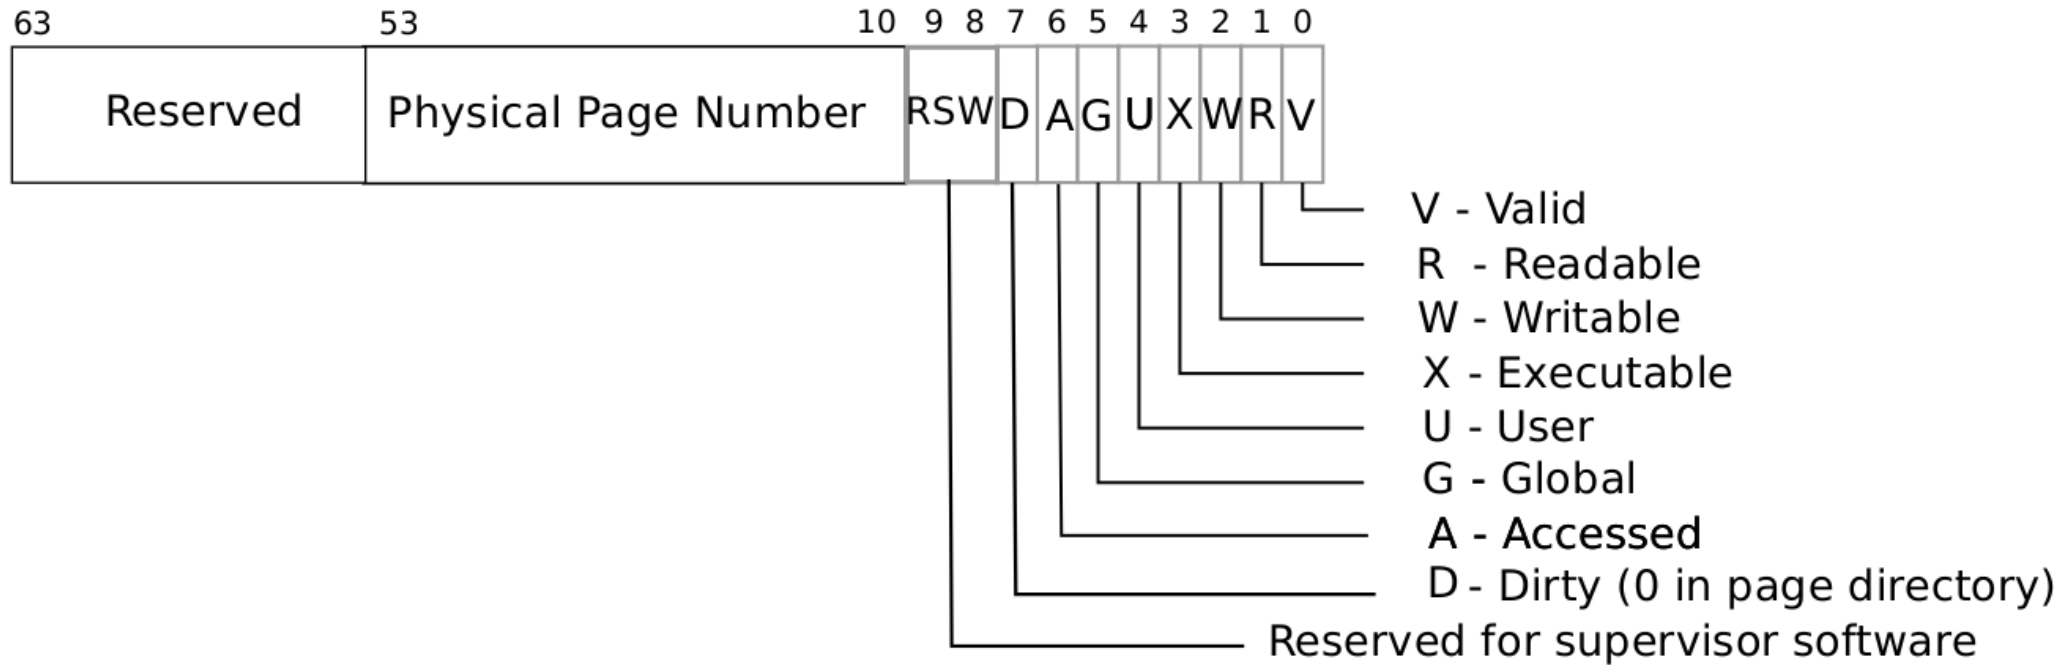 63 53 10 9 8 7 6 5 4 3 2 1 0
Reserved Physical Page Number RSW D A G U X W R V
V - Valid
R - Readable
W - Writable
X - Executable
U - User
G - Global
A - Accessed
D - Dirty (0 in page directory)
Reserved for supervisor software